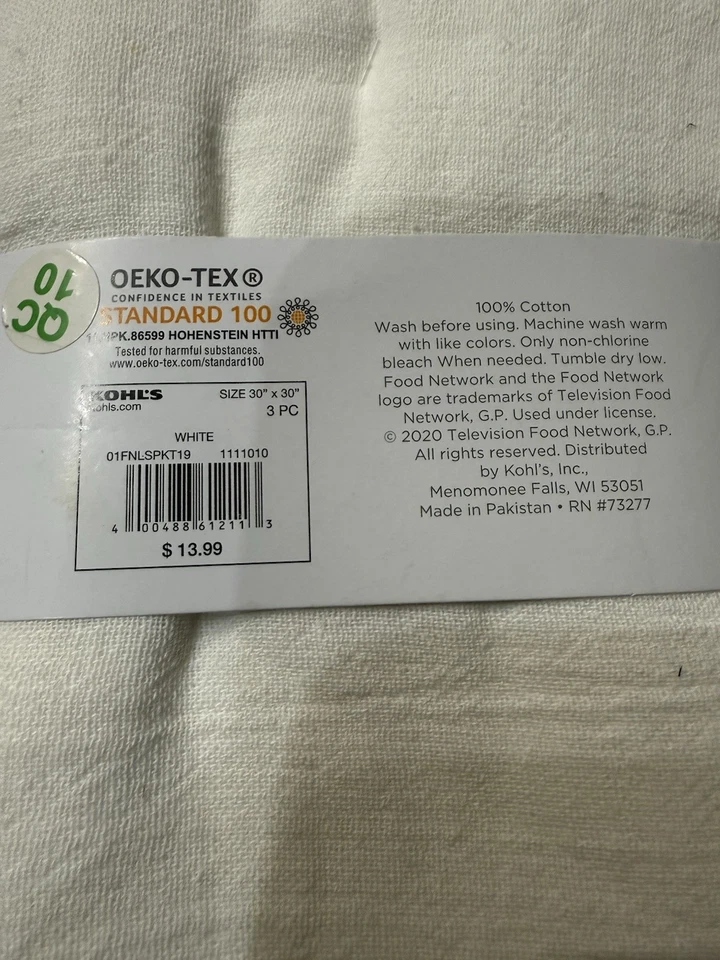 QC
10
OEKO-TEX®
CONFIDENCE IN TEXTILES
STANDARD 100
HOHENSTEIN HTTI
Tested for harmful substances.
www.oeko-tex.com/standard100
KOHL'S
kohls.com
SIZE 30" x 30"
3 PC
WHITE
01FNLSPKT19 1111010
4 00488 61211 3
$ 13.99
100% Cotton
Wash before using. Machine wash warm
with like colors. Only non-chlorine
bleach When needed. Tumble dry low.
Food Network and the Food Network
logo are trademarks of Television Food
Network, G.P. Used under license.
© 2020 Television Food Network, G.P.
All rights reserved. Distributed
by Kohl's, Inc.,
Menomonee Falls, WI 53051
Made in Pakistan • RN #73277